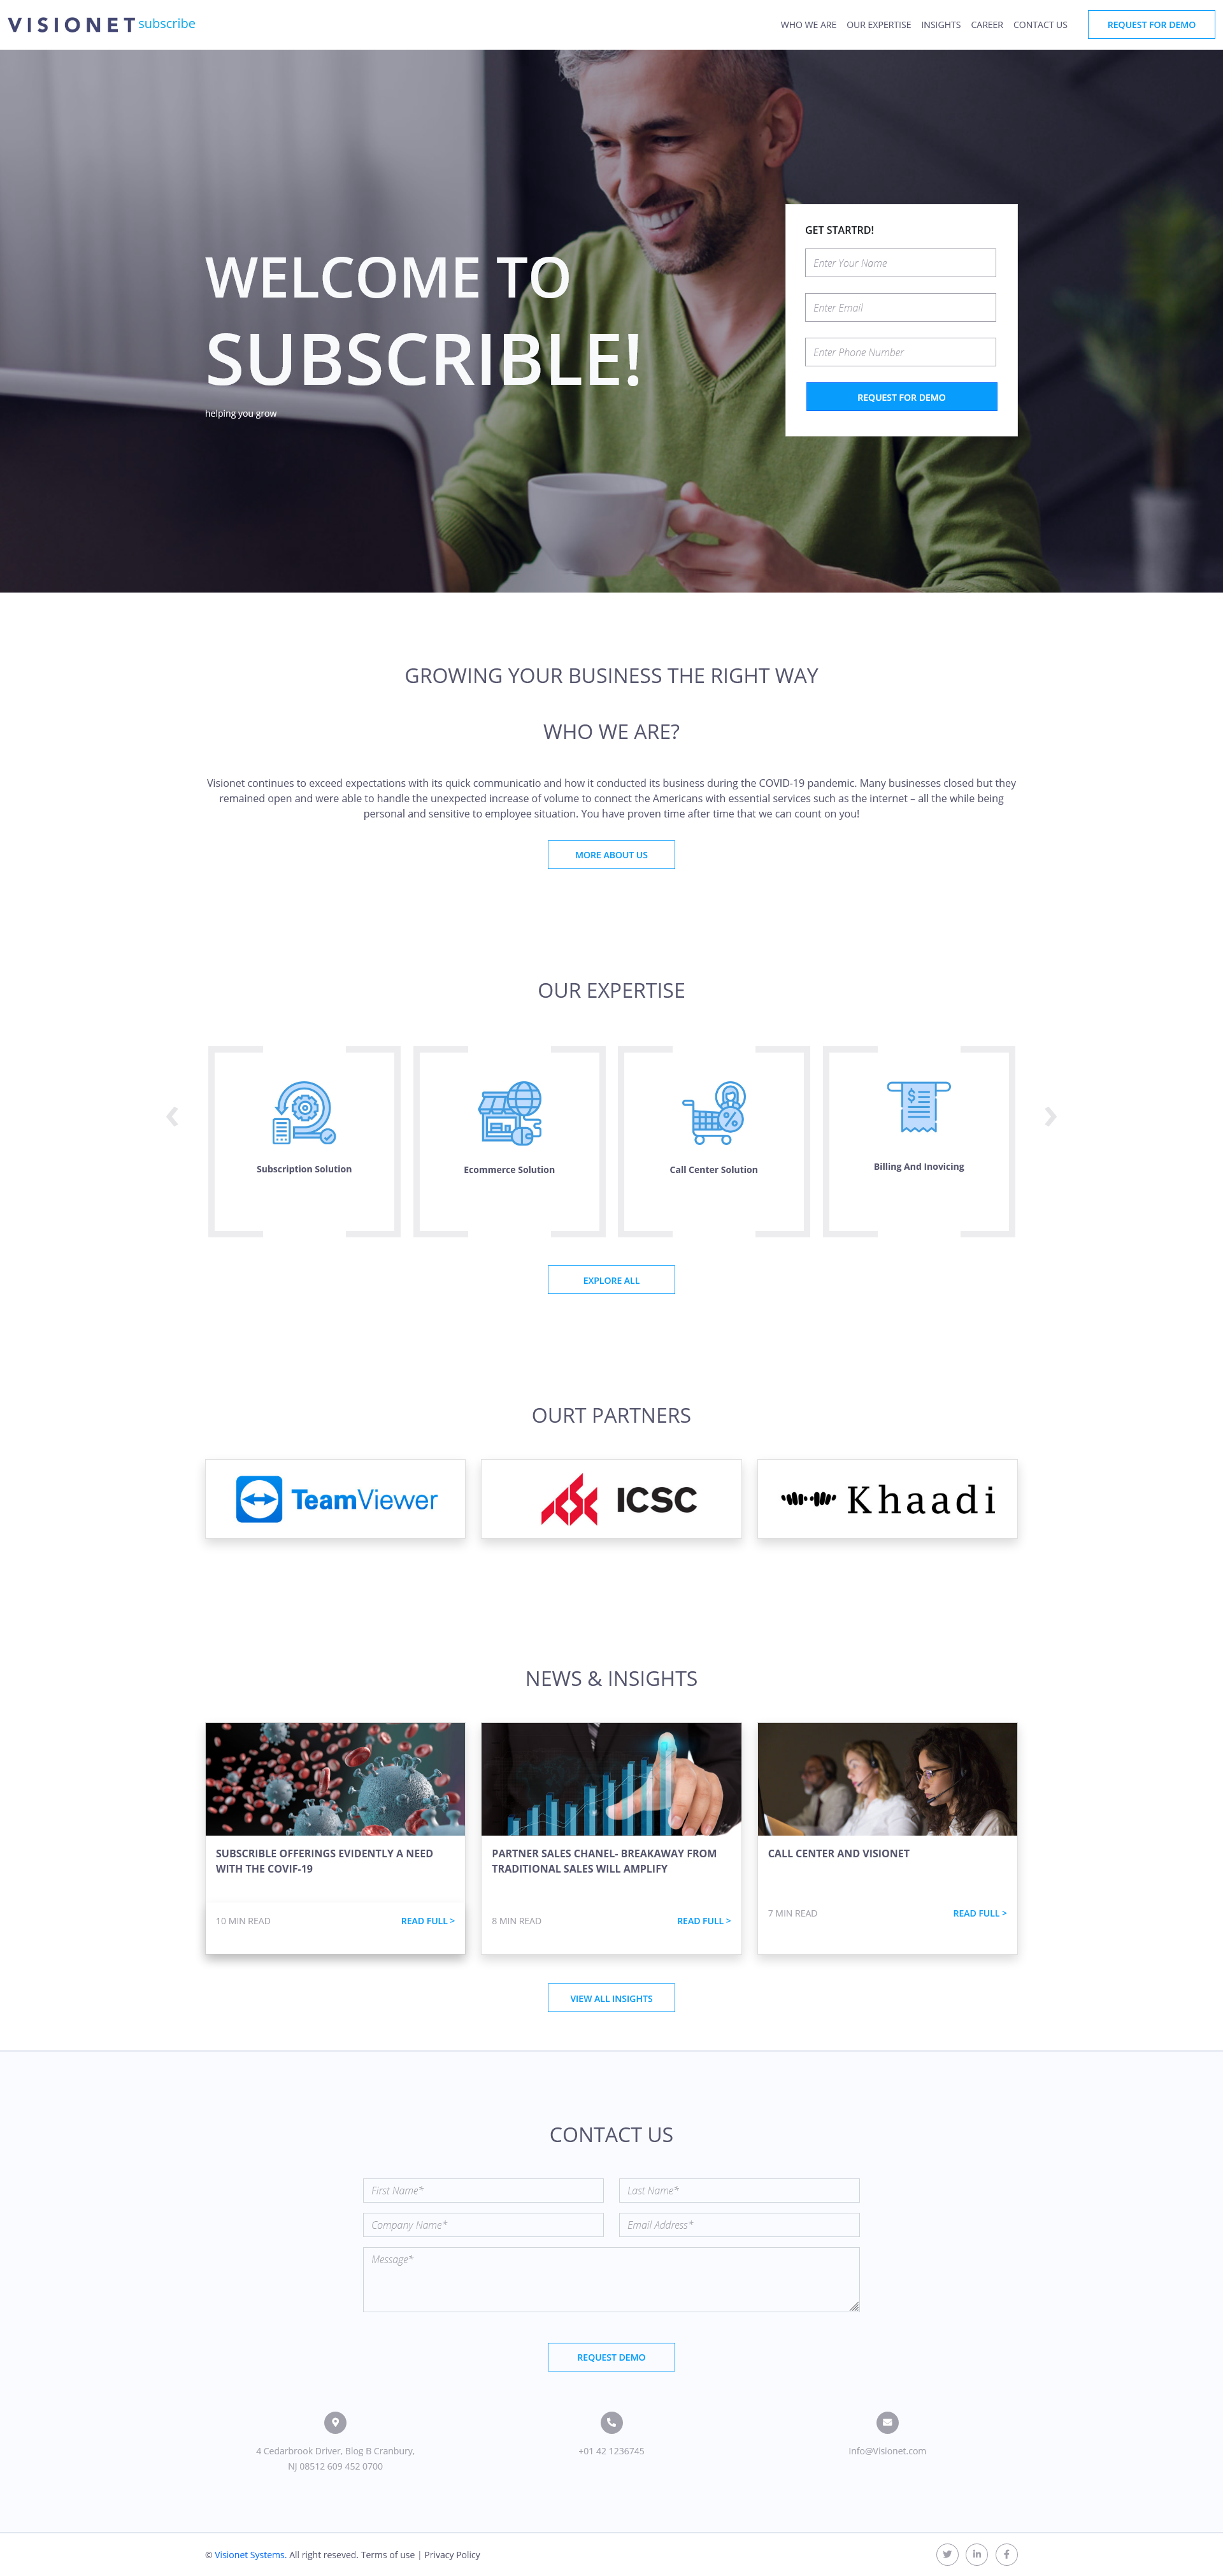 VISIONET subscribe
WHO WE ARE OUR EXPERTISE INSIGHTS CAREER CONTACT US REQUEST FOR DEMO
WELCOME TO
SUBSCRIBLE!
helping you grow
GET STARTRD!
Enter Your Name
Enter Email
Enter Phone Number
REQUEST FOR DEMO
GROWING YOUR BUSINESS THE RIGHT WAY
WHO WE ARE?
Visionet continues to exceed expectations with its quick communicatio and how it conducted its business during the COVID-19 pandemic. Many businesses closed but they
remained open and were able to handle the unexpected increase of volume to connect the Americans with essential services such as the internet – all the while being
personal and sensitive to employee situation. You have proven time after time that we can count on you!
MORE ABOUT US
OUR EXPERTISE
Subscription Solution
Ecommerce Solution
Call Center Solution
Billing And Inovicing
EXPLORE ALL
OURT PARTNERS
TeamViewer
ICSC
Khaadi
NEWS & INSIGHTS
SUBSCRIBLE OFFERINGS EVIDENTLY A NEED
WITH THE COVIF-19
10 MIN READ READ FULL >
PARTNER SALES CHANEL- BREAKAWAY FROM
TRADITIONAL SALES WILL AMPLIFY
8 MIN READ READ FULL >
CALL CENTER AND VISIONET
7 MIN READ READ FULL >
VIEW ALL INSIGHTS
CONTACT US
First Name* Last Name*
Company Name* Email Address*
Message*
REQUEST DEMO
4 Cedarbrook Driver, Blog B Cranbury,
NJ 08512 609 452 0700
+01 42 1236745
Info@Visionet.com
© Visionet Systems. All right reseved. Terms of use | Privacy Policy